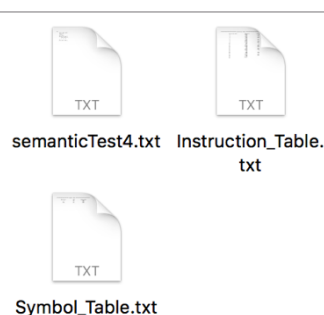 TXT TXT
semanticTest4.txt Instruction_Table.
txt
TXT
Symbol_Table.txt